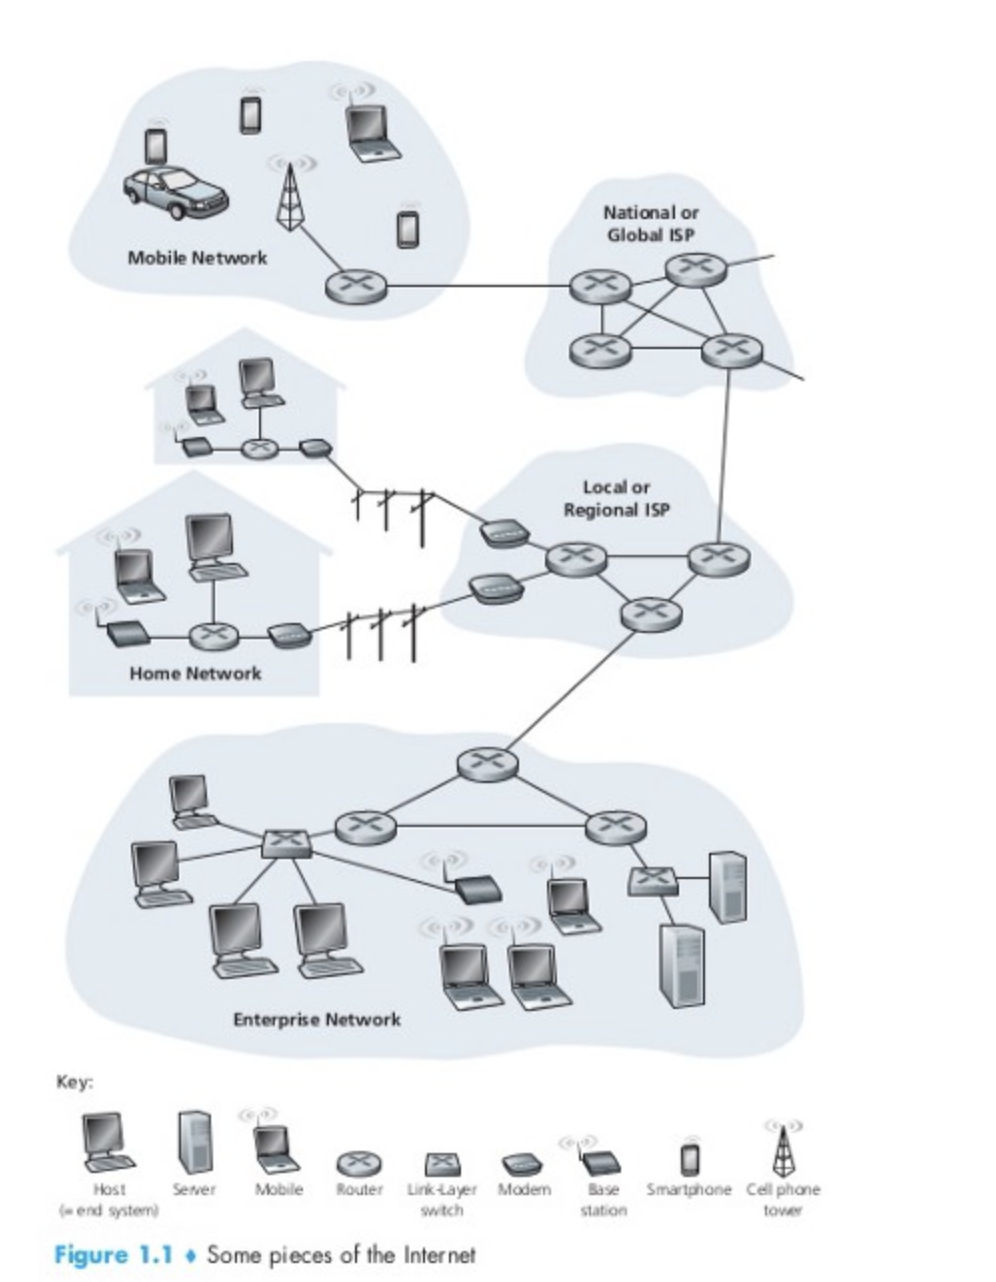 Mobile Network
National or
Global ISP
Local or
Regional ISP
Home Network
Enterprise Network
Key:
Host
(= end system)
Server
Mobile
Router
Link-Layer
switch
Modem
Base
station
Smartphone
Cell phone
tower
Figure 1.1 ♦ Some pieces of the Internet